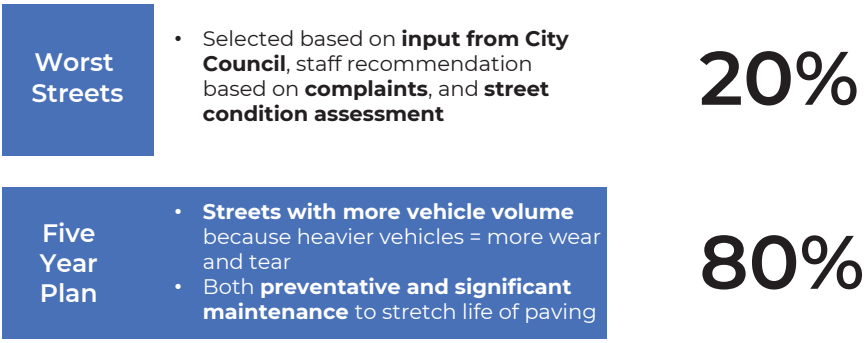 Worst
Streets
• Selected based on input from City
Council, staff recommendation
based on complaints, and street
condition assessment
20%
Five
Year
Plan
• Streets with more vehicle volume
because heavier vehicles = more wear
and tear
• Both preventative and significant
maintenance to stretch life of paving
80%